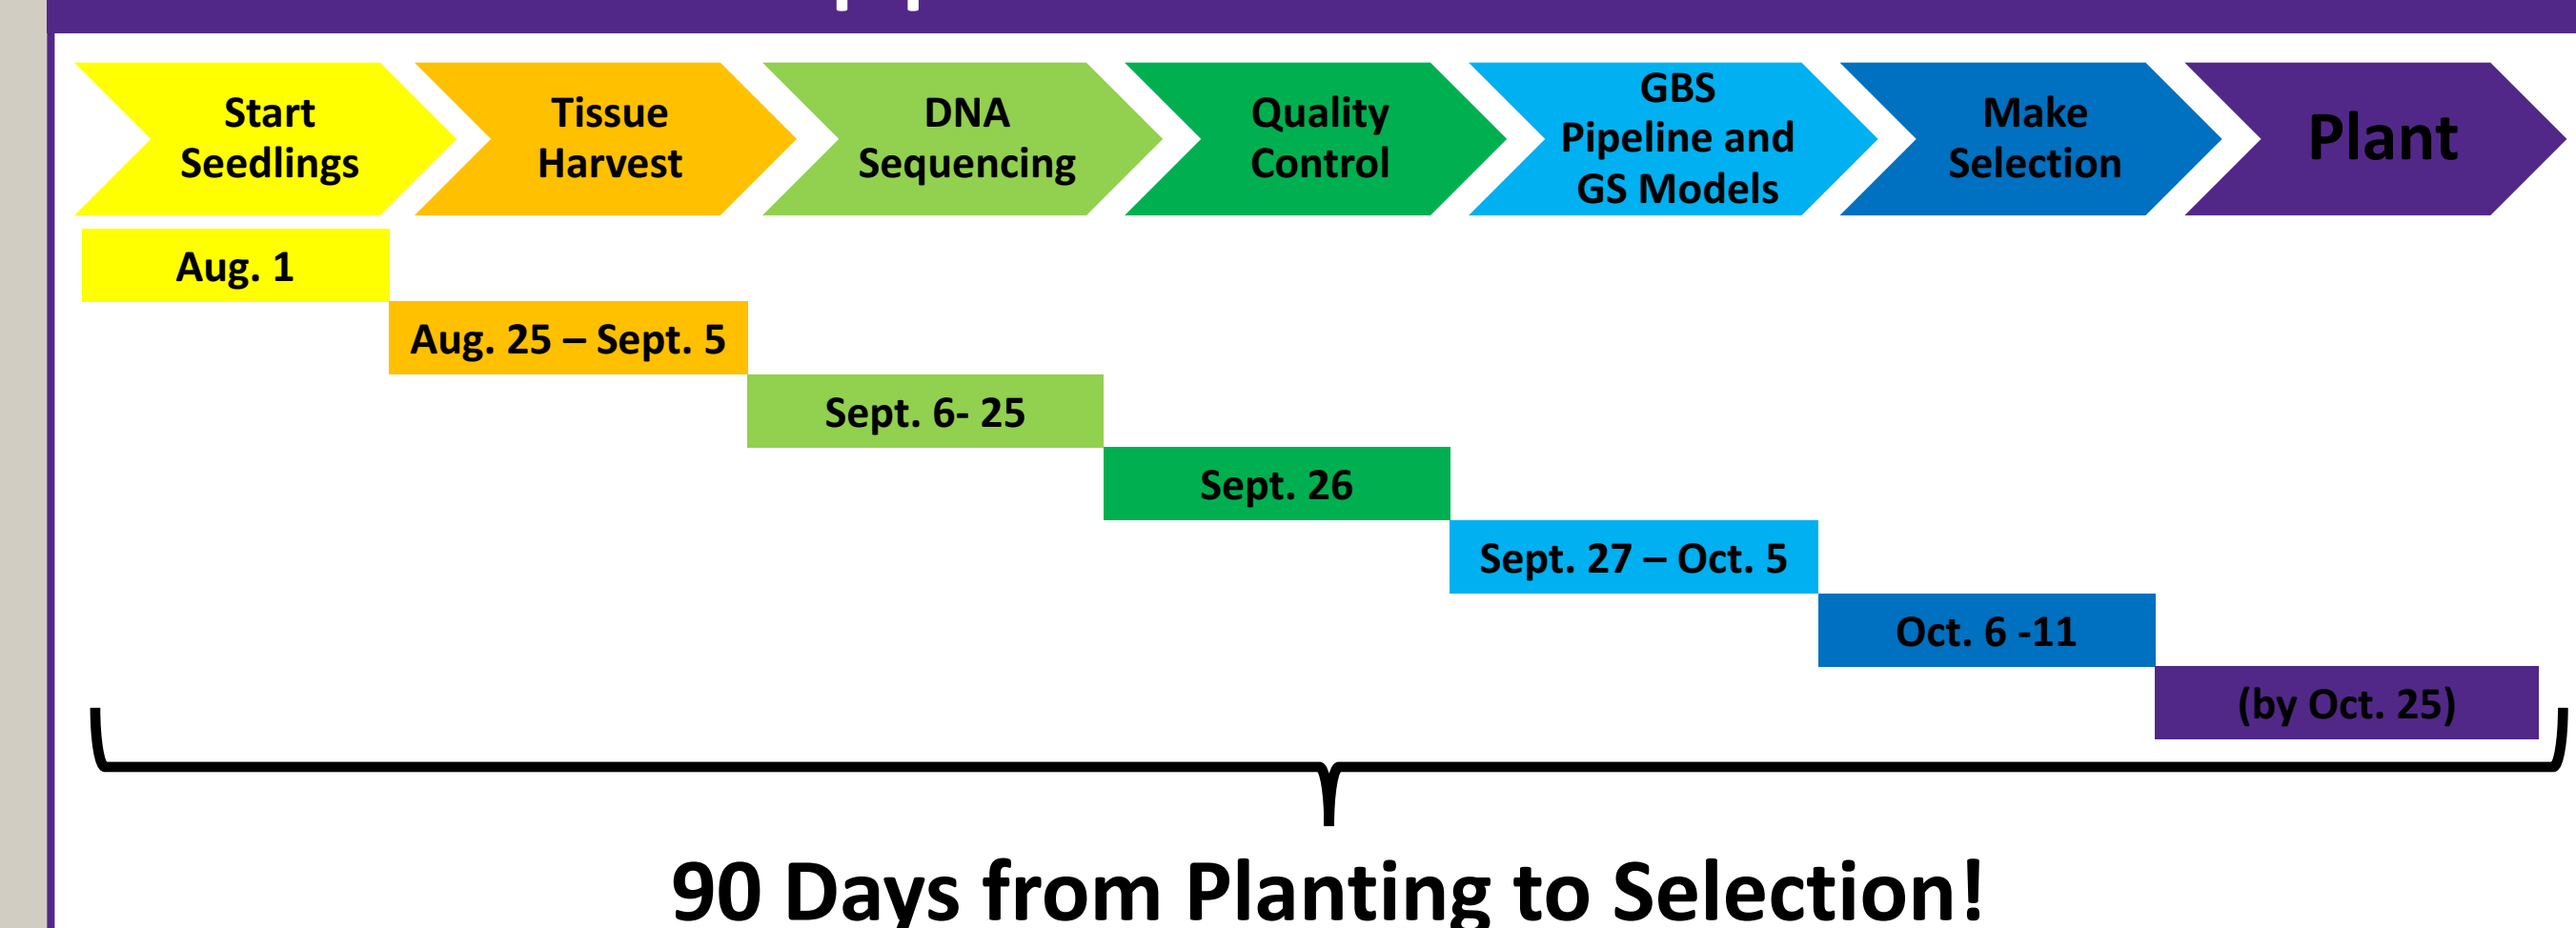 Start
Seedlings
Tissue
Harvest
DNA
Sequencing
Quality
Control
GBS
Pipeline and
GS Models
Make
Selection
Plant
Aug. 1
Aug. 25 – Sept. 5
Sept. 6- 25
Sept. 26
Sept. 27 – Oct. 5
Oct. 6 -11
(by Oct. 25)
90 Days from Planting to Selection!